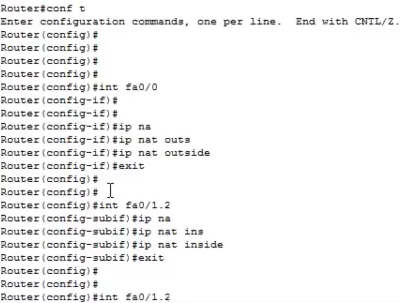 Router#conf t
Enter configuration commands, one per line.  End with CNTL/Z.
Router(config)#
Router(config)#
Router(config)#
Router(config)#
Router(config)#int fa0/0
Router(config-if)#
Router(config-if)#
Router(config-if)#ip na
Router(config-if)#ip nat outs
Router(config-if)#ip nat outside
Router(config-if)#exit
Router(config)#
Router(config)#
Router(config)#int fa0/1.2
Router(config-subif)#ip na
Router(config-subif)#ip nat ins
Router(config-subif)#ip nat inside
Router(config-subif)#exit
Router(config)#
Router(config)#
Router(config)#int fa0/1.2